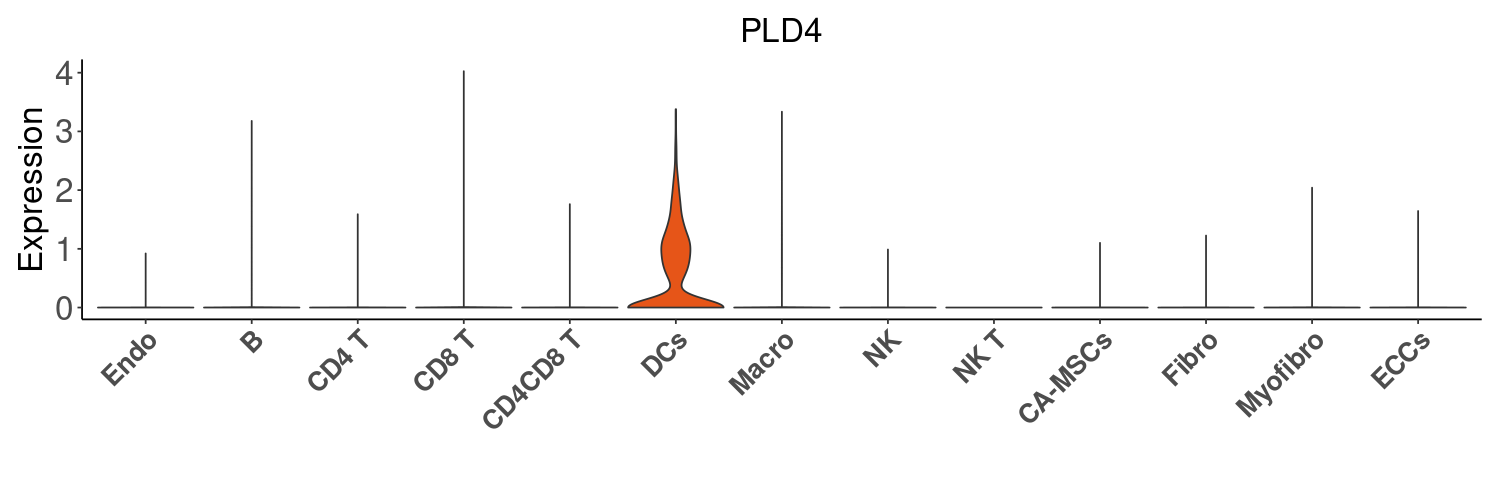 PLD4
Expression
4
3
2
1
0
Endo
B
CD4 T
CD8 T
CD4CD8 T
DCs
Macro
NK
NK T
CA-MSCs
Fibro
Myofibro
ECCs